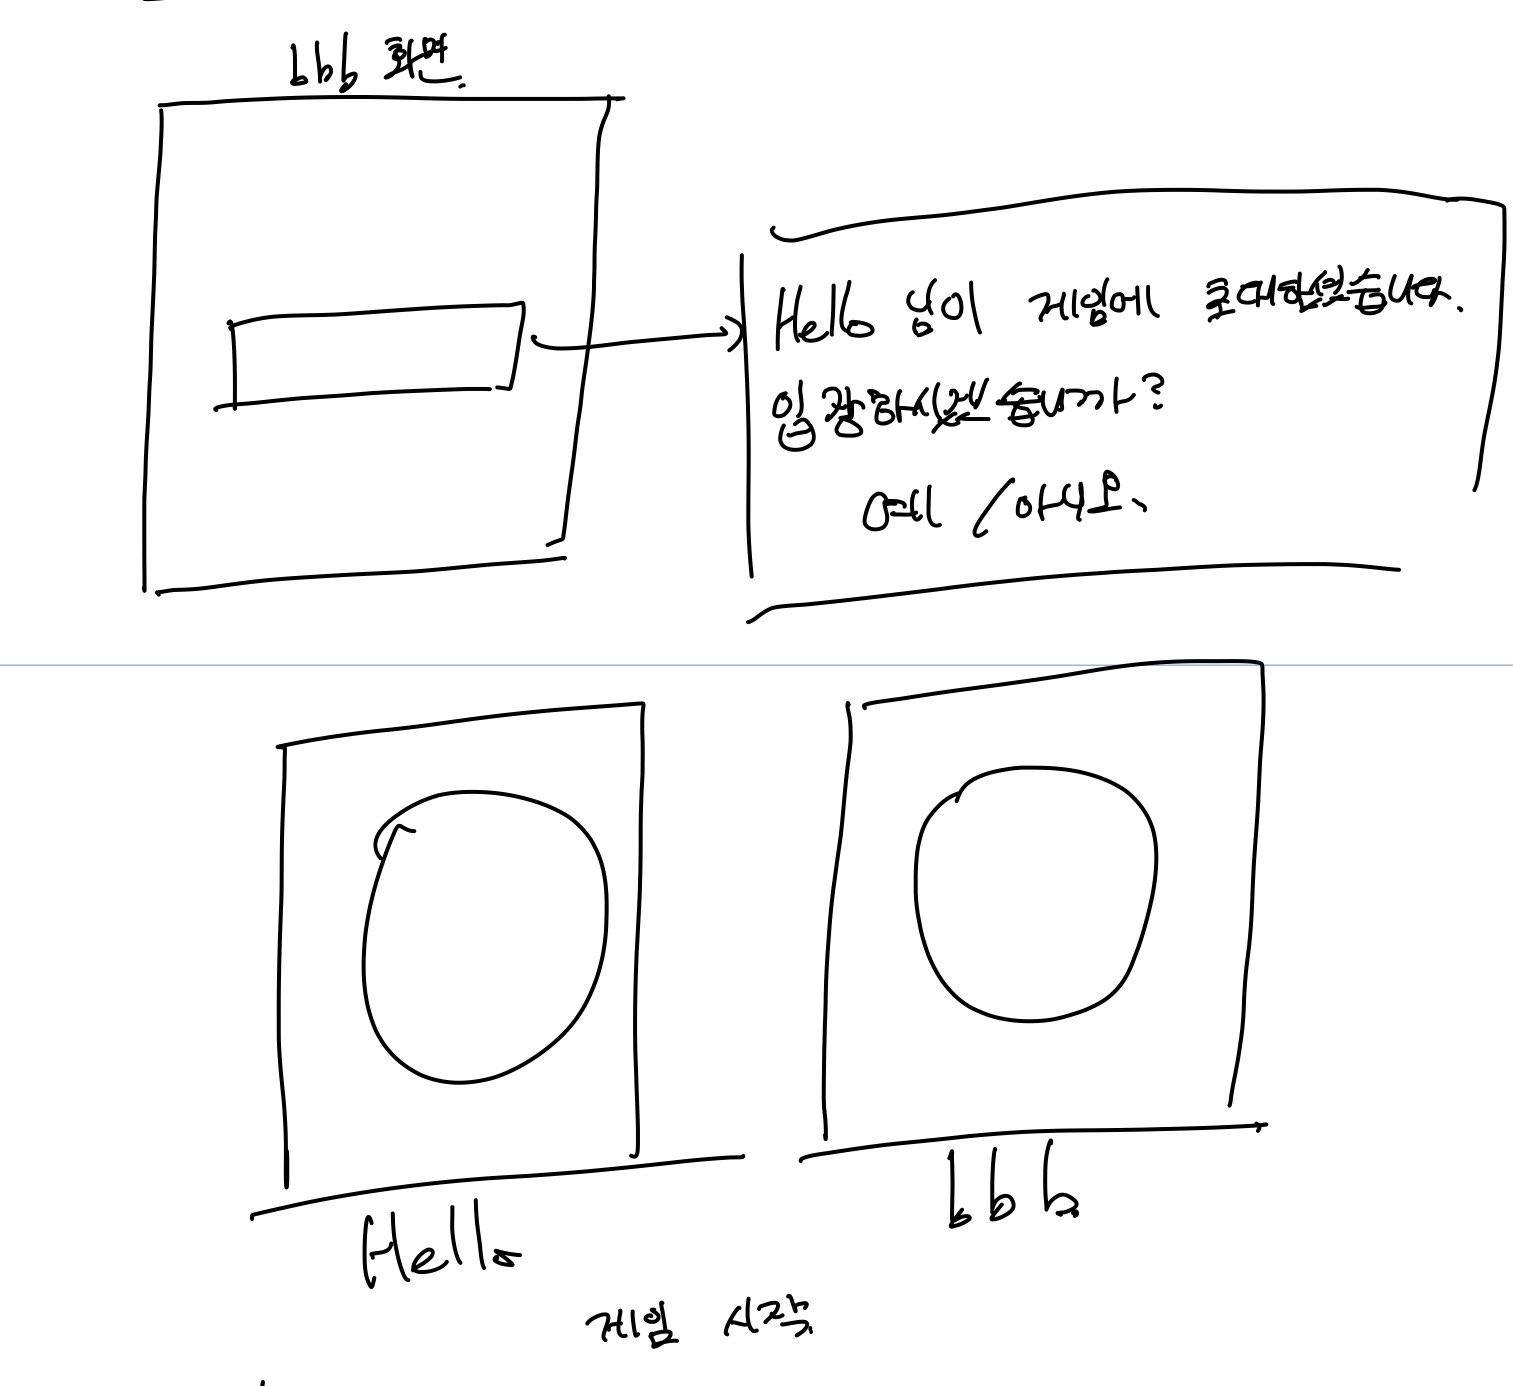 bbb 화면.
Hello 님이 게임에 초대하셨습니다.
입장하시겠습니까?
예 / 아니오.
Hello
bbb
게임 시작.